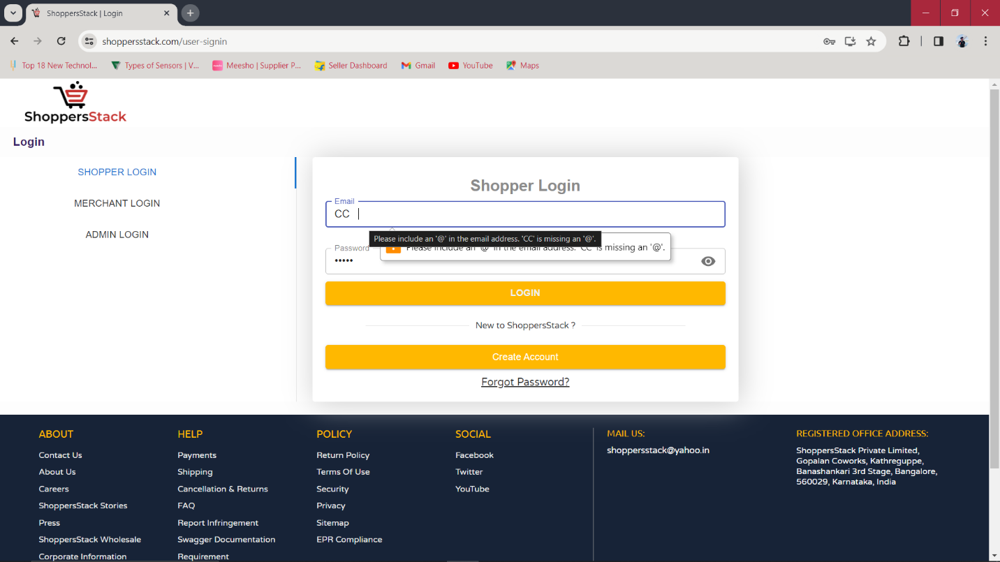 ShoppersStack | Login
shoppersstack.com/user-signin
Top 18 New Technol...
Types of Sensors | V...
Meesho | Supplier P...
Seller Dashboard
Gmail
YouTube
Maps
ShoppersStack
Login
SHOPPER LOGIN
MERCHANT LOGIN
ADMIN LOGIN
Shopper Login
Email
CC
Please include an '@' in the email address. 'CC' is missing an '@'.
Please include an '@' in the email address. 'CC' is missing an '@'.
Password
•••••
LOGIN
New to ShoppersStack ?
Create Account
Forgot Password?
ABOUT
Contact Us
About Us
Careers
ShoppersStack Stories
Press
ShoppersStack Wholesale
Corporate Information
HELP
Payments
Shipping
Cancellation & Returns
FAQ
Report Infringement
Swagger Documentation
Requirement
POLICY
Return Policy
Terms Of Use
Security
Privacy
Sitemap
EPR Compliance
SOCIAL
Facebook
Twitter
YouTube
MAIL US:
shoppersstack@yahoo.in
REGISTERED OFFICE ADDRESS:
ShoppersStack Private Limited,
Gopalan Coworks, Kathreguppe,
Banashankari 3rd Stage, Bangalore,
560029, Karnataka, India